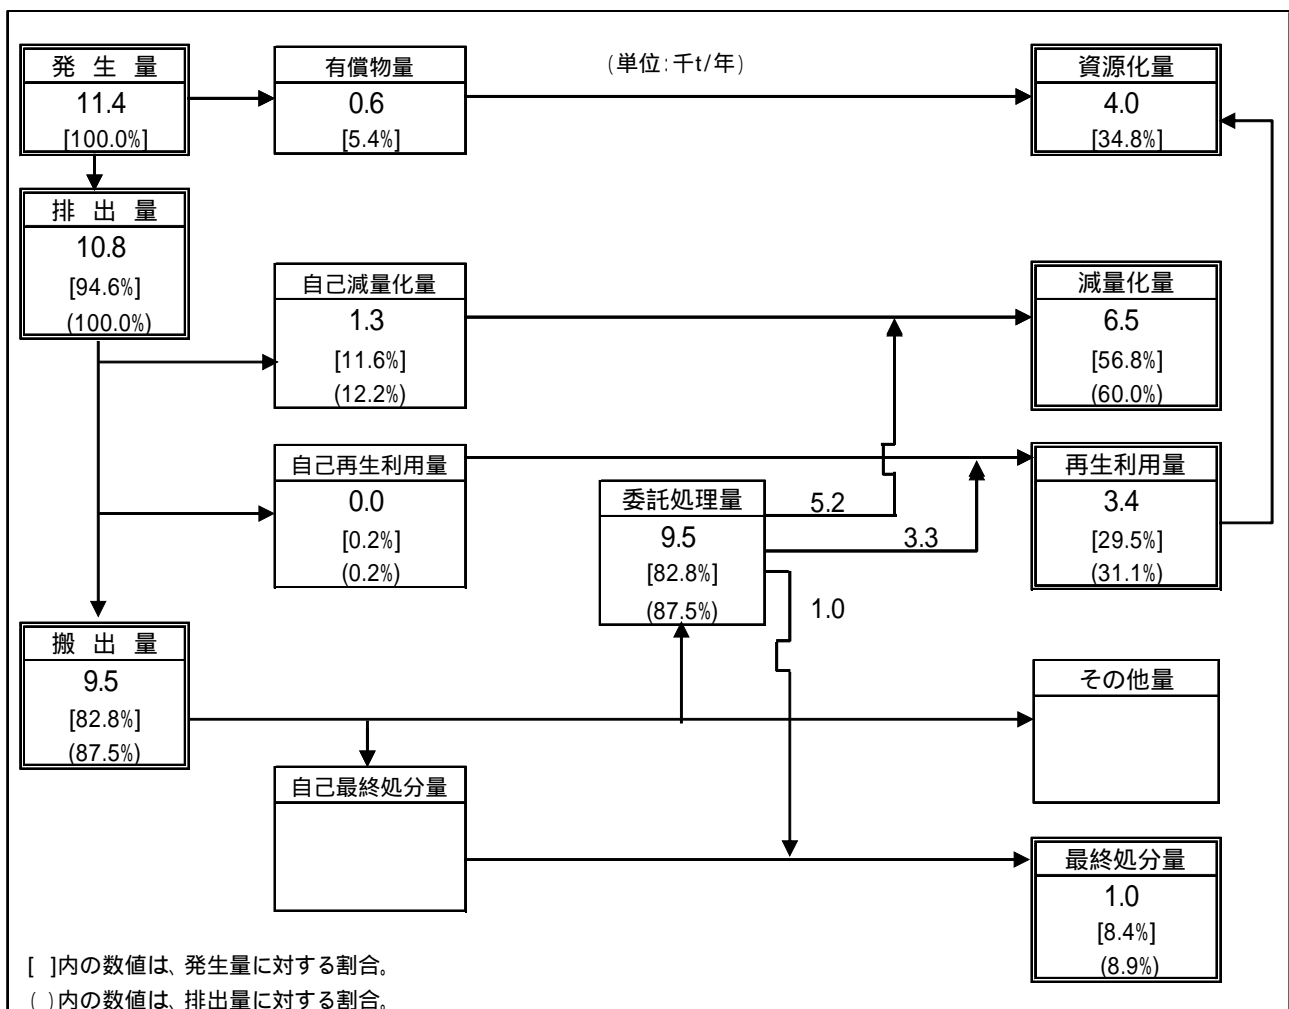 発 生 量
11.4
[100.0%]
有償物量
0.6
[5.4%]
(単位:千t/年)
資源化量
4.0
[34.8%]
排 出 量
10.8
[94.6%]
(100.0%)
自己減量化量
1.3
[11.6%]
(12.2%)
減量化量
6.5
[56.8%]
(60.0%)
自己再生利用量
0.0
[0.2%]
(0.2%)
委託処理量
9.5
[82.8%]
(87.5%)
5.2
3.3
1.0
再生利用量
3.4
[29.5%]
(31.1%)
搬 出 量
9.5
[82.8%]
(87.5%)
その他量
自己最終処分量
最終処分量
1.0
[8.4%]
(8.9%)
[ ]内の数値は、発生量に対する割合。
( )内の数値は、排出量に対する割合。